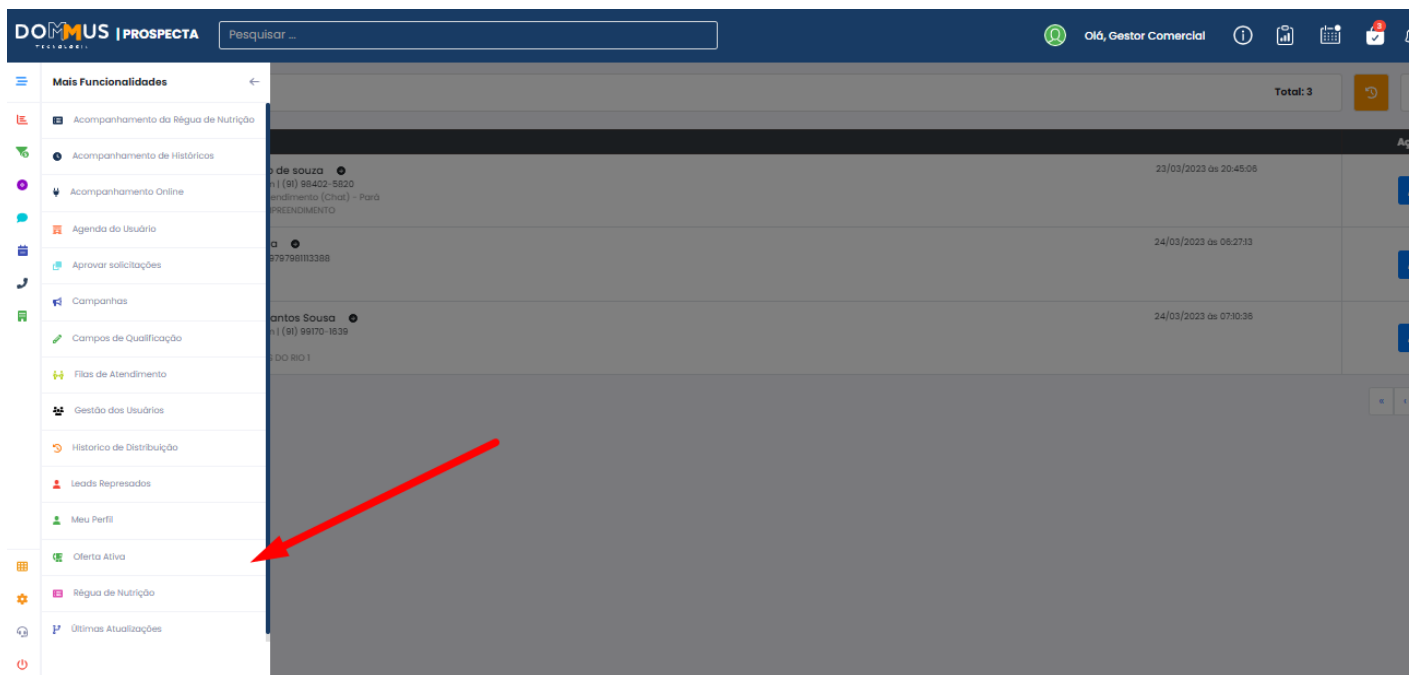 DOMMUS | PROSPECTA
TECNOLOGIA
Pesquisar ...
Olá, Gestor Comercial
3
Mais Funcionalidades
Total: 3
Acompanhamento da Régua de Nutrição
Acompanhamento de Históricos
Acompanhamento Online
Agenda do Usuário
Aprovar solicitações
Campanhas
Campos de Qualificação
Filas de Atendimento
Gestão dos Usuários
Historico de Distribuição
Leads Represados
Meu Perfil
Oferta Ativa
Régua de Nutrição
Últimas Atualizações
Aç
o de souza
| (91) 98402-5820
endimento (Chat) - Pará
PREENDIMENTO
23/03/2023 às 20:45:06
a
24/03/2023 às 06:27:13
antos Sousa
| (91) 99170-1639
DO RIO 1
24/03/2023 às 07:10:36
« ‹